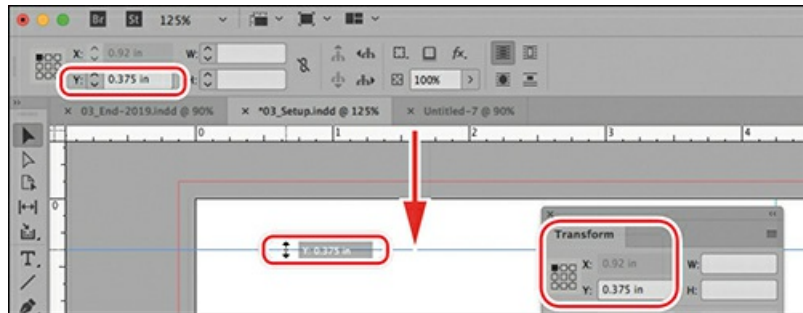 Br St 125%
X: 0.92 in W: fx.
Y: 0.375 in 100%
× 03_End-2019.indd @ 90% × *03_Setup.indd @ 125% × Untitled-7 @ 90%
0 1 2 3 4
0
Y: 0.375 in
Transform
X: 0.92 in W:
Y: 0.375 in H:
T.